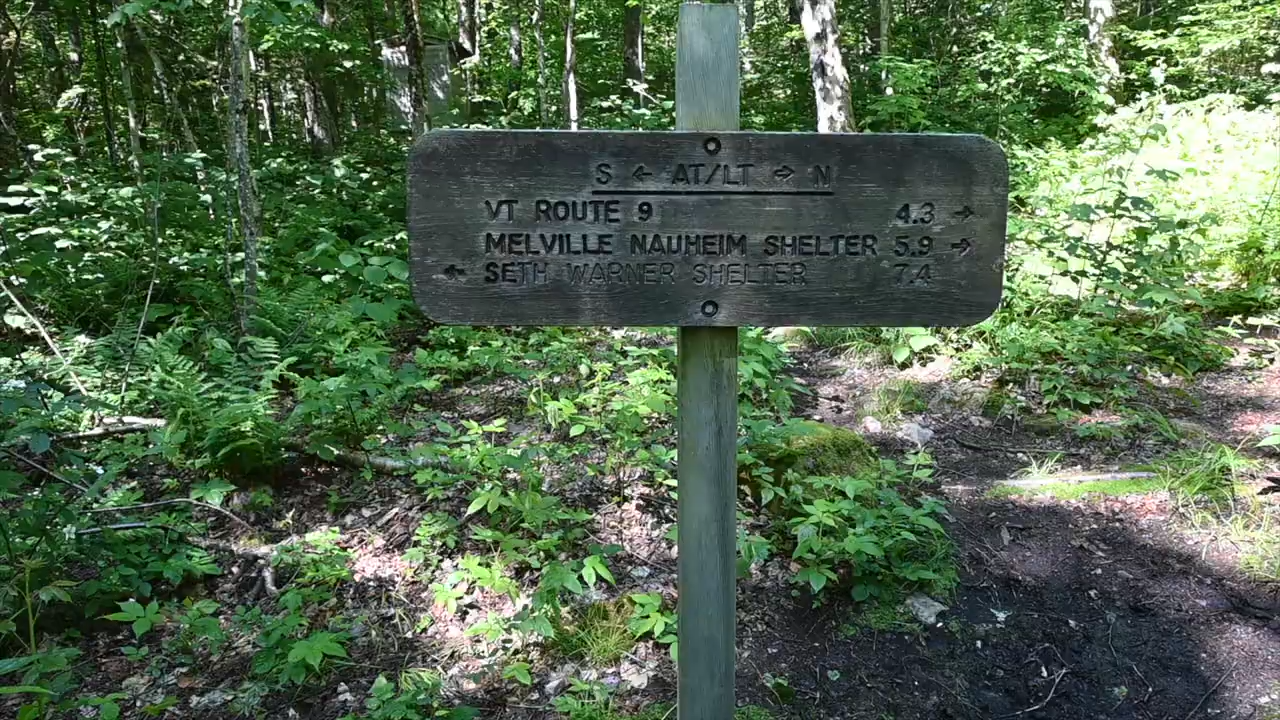 S ← AT/LT → N
VT ROUTE 9 4.3 →
MELVILLE NAUHEIM SHELTER 5.9 →
← SETH WARNER SHELTER 7.4